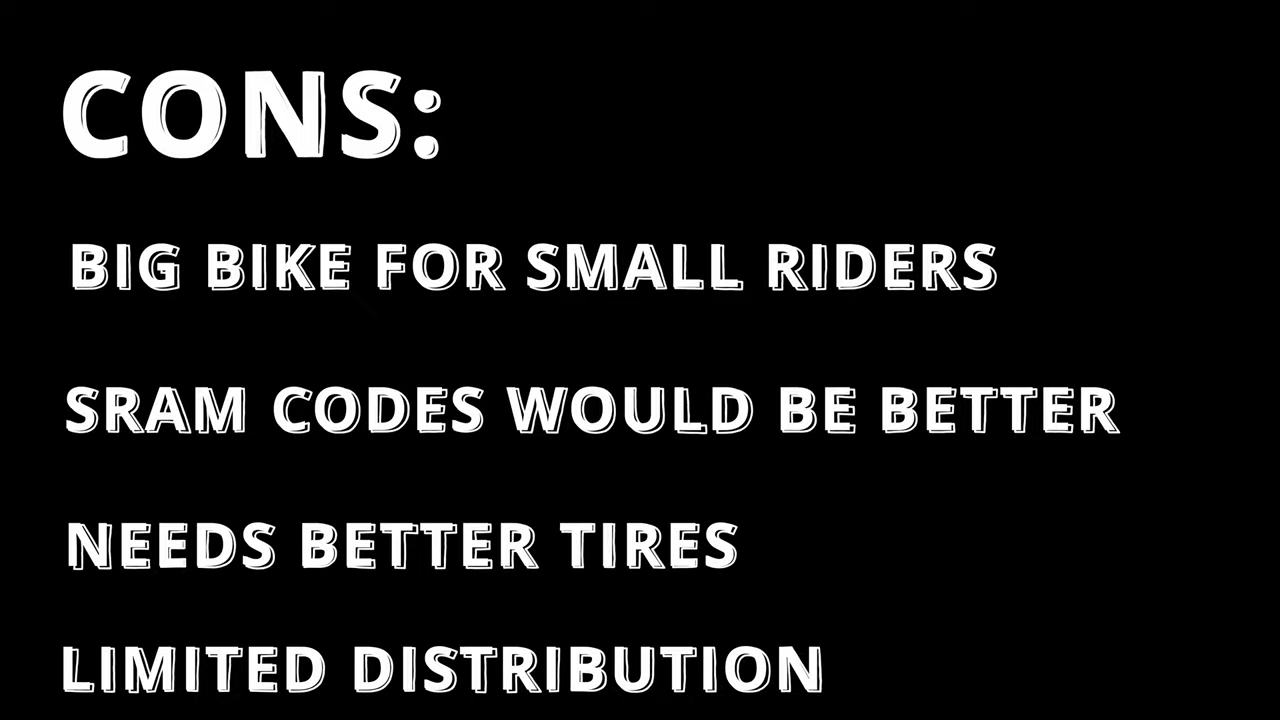 CONS:
BIG BIKE FOR SMALL RIDERS
SRAM CODES WOULD BE BETTER
NEEDS BETTER TIRES
LIMITED DISTRIBUTION